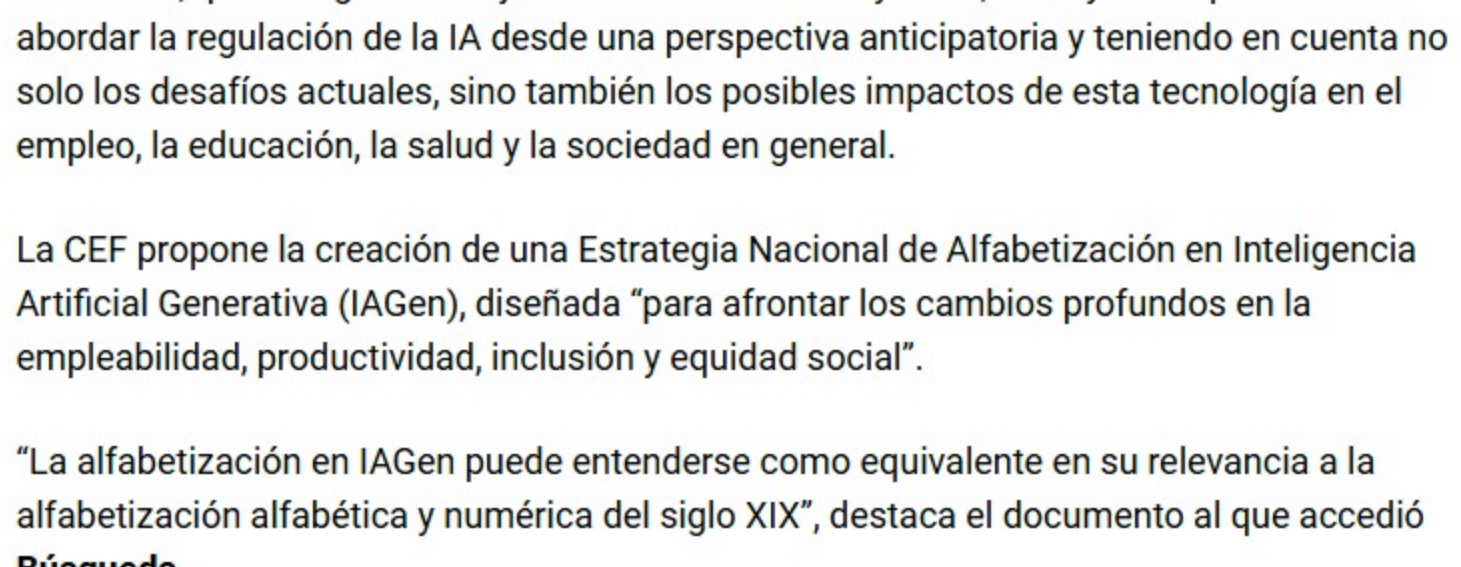 abordar la regulación de la IA desde una perspectiva anticipatoria y teniendo en cuenta no
solo los desafíos actuales, sino también los posibles impactos de esta tecnología en el
empleo, la educación, la salud y la sociedad en general.
La CEF propone la creación de una Estrategia Nacional de Alfabetización en Inteligencia
Artificial Generativa (IAGen), diseñada “para afrontar los cambios profundos en la
empleabilidad, productividad, inclusión y equidad social”.
“La alfabetización en IAGen puede entenderse como equivalente en su relevancia a la
alfabetización alfabética y numérica del siglo XIX”, destaca el documento al que accedió
Búsqueda